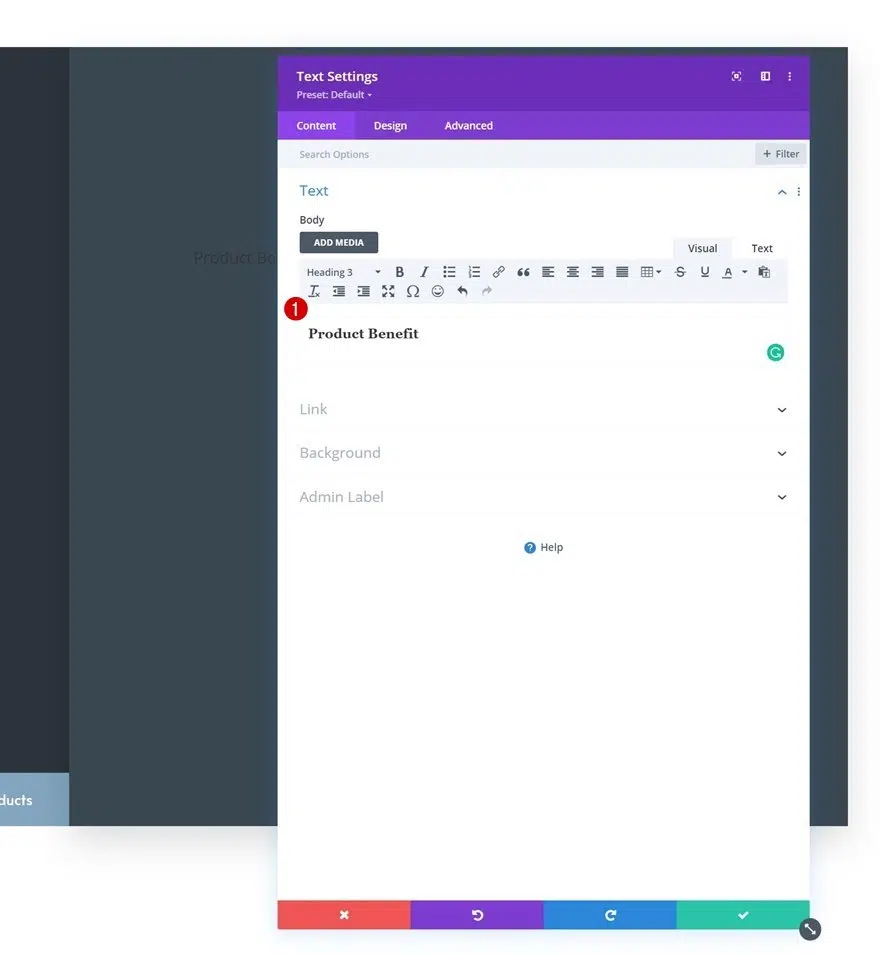 Text Settings
Preset: Default
Content Design Advanced
Search Options + Filter
Text
Body
ADD MEDIA
Visual Text
Product Be
Heading 3
1
Product Benefit
Link
Background
Admin Label
? Help
ducts